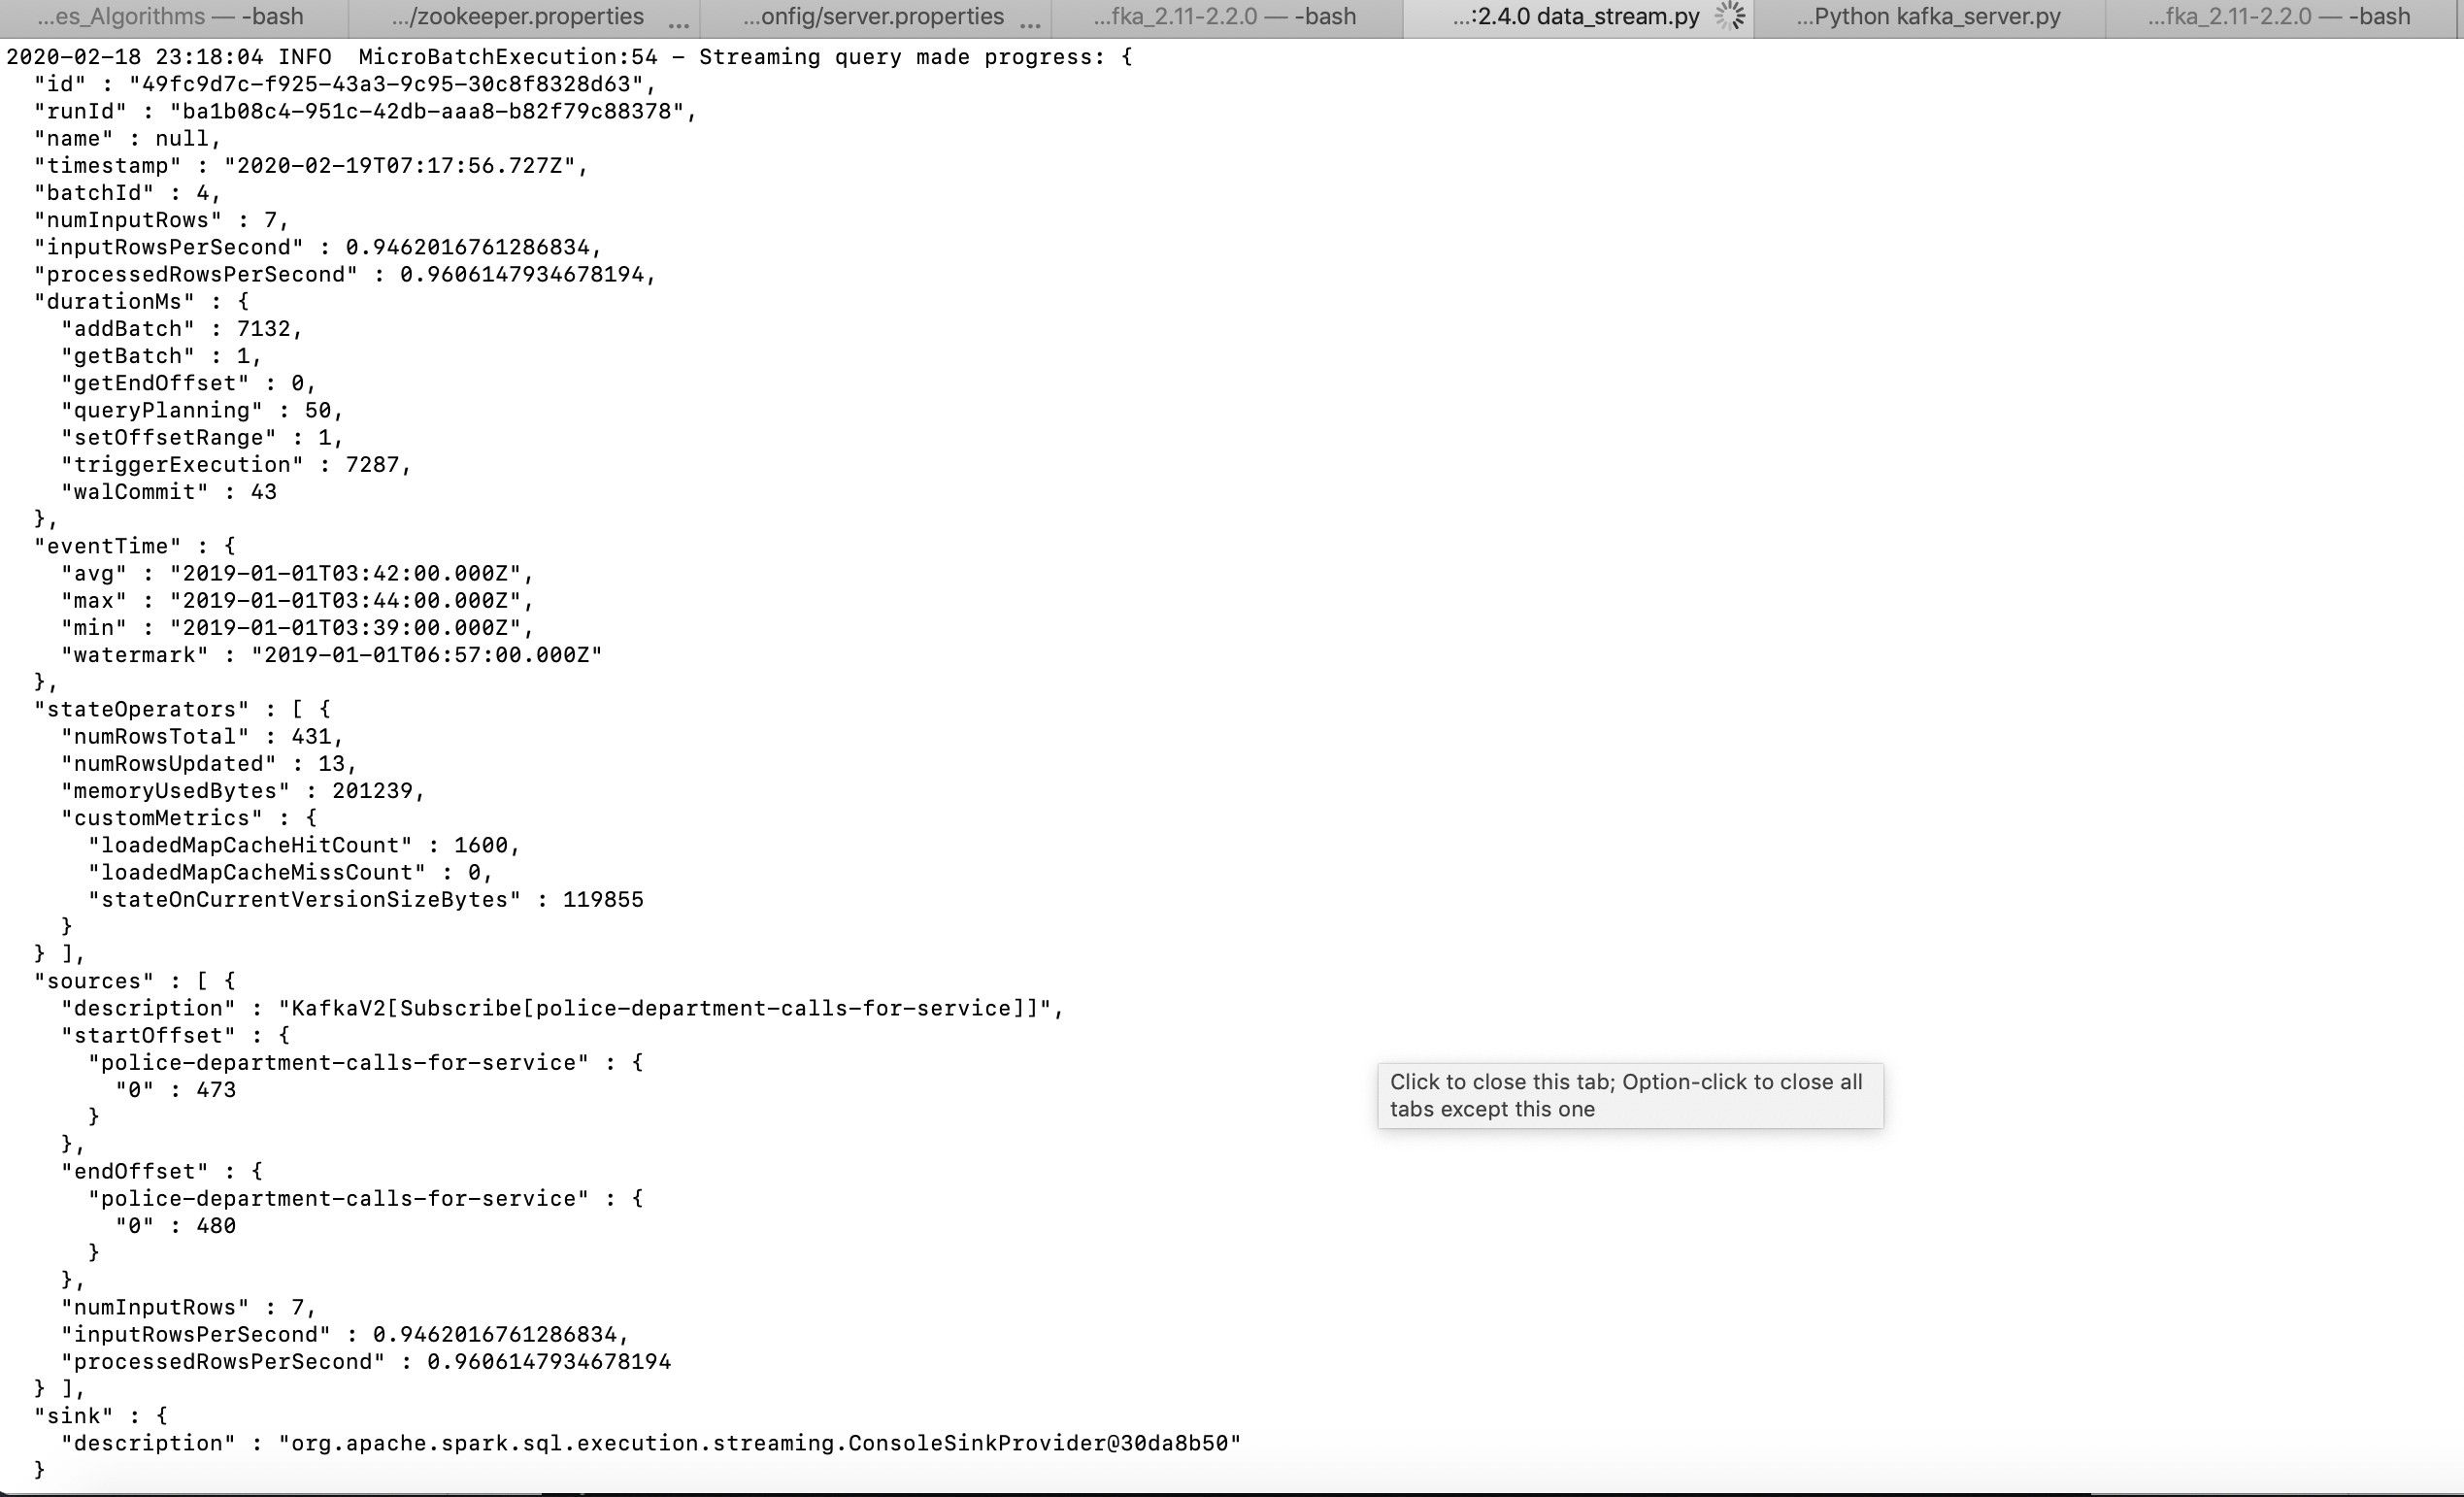 ...es_Algorithms — -bash
.../zookeeper.properties ...
...onfig/server.properties ...
...fka_2.11-2.2.0 — -bash
...:2.4.0 data_stream.py
...Python kafka_server.py
...fka_2.11-2.2.0 — -bash
2020-02-18 23:18:04 INFO  MicroBatchExecution:54 - Streaming query made progress: {
  "id" : "49fc9d7c-f925-43a3-9c95-30c8f8328d63",
  "runId" : "ba1b08c4-951c-42db-aaa8-b82f79c88378",
  "name" : null,
  "timestamp" : "2020-02-19T07:17:56.727Z",
  "batchId" : 4,
  "numInputRows" : 7,
  "inputRowsPerSecond" : 0.9462016761286834,
  "processedRowsPerSecond" : 0.9606147934678194,
  "durationMs" : {
    "addBatch" : 7132,
    "getBatch" : 1,
    "getEndOffset" : 0,
    "queryPlanning" : 50,
    "setOffsetRange" : 1,
    "triggerExecution" : 7287,
    "walCommit" : 43
  },
  "eventTime" : {
    "avg" : "2019-01-01T03:42:00.000Z",
    "max" : "2019-01-01T03:44:00.000Z",
    "min" : "2019-01-01T03:39:00.000Z",
    "watermark" : "2019-01-01T06:57:00.000Z"
  },
  "stateOperators" : [ {
    "numRowsTotal" : 431,
    "numRowsUpdated" : 13,
    "memoryUsedBytes" : 201239,
    "customMetrics" : {
      "loadedMapCacheHitCount" : 1600,
      "loadedMapCacheMissCount" : 0,
      "stateOnCurrentVersionSizeBytes" : 119855
    }
  } ],
  "sources" : [ {
    "description" : "KafkaV2[Subscribe[police-department-calls-for-service]]",
    "startOffset" : {
      "police-department-calls-for-service" : {
        "0" : 473
      }
    },
    "endOffset" : {
      "police-department-calls-for-service" : {
        "0" : 480
      }
    },
    "numInputRows" : 7,
    "inputRowsPerSecond" : 0.9462016761286834,
    "processedRowsPerSecond" : 0.9606147934678194
  } ],
  "sink" : {
    "description" : "org.apache.spark.sql.execution.streaming.ConsoleSinkProvider@30da8b50"
  }
Click to close this tab; Option-click to close all
tabs except this one